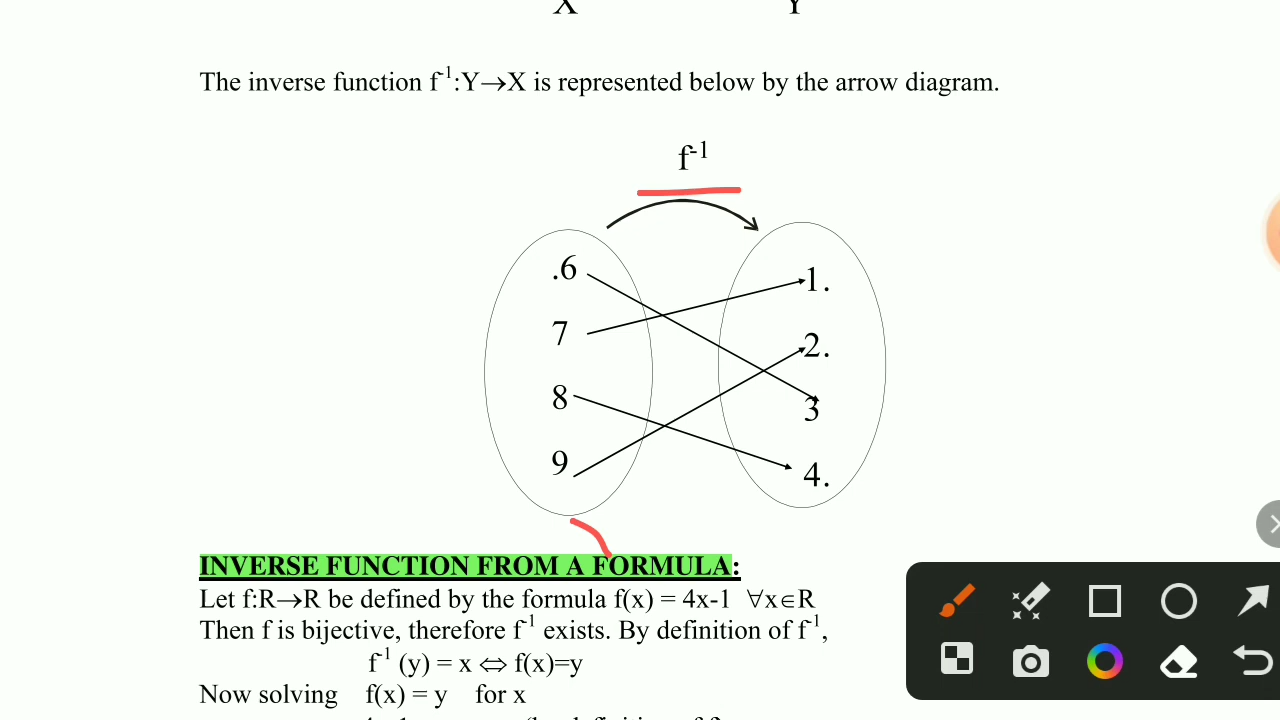 X Y
The inverse function f⁻¹:Y→X is represented below by the arrow diagram.
f⁻¹
.6 1.
7 2.
8 3
9 4.
INVERSE FUNCTION FROM A FORMULA:
Let f:R→R be defined by the formula f(x) = 4x-1 ∀x∈R
Then f is bijective, therefore f⁻¹ exists. By definition of f⁻¹,
f⁻¹ (y) = x ⇔ f(x)=y
Now solving f(x) = y for x